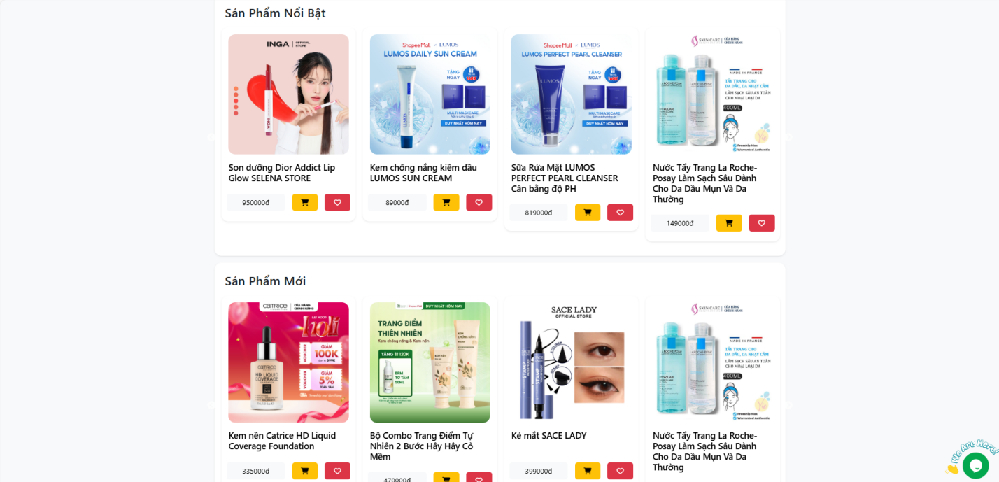 Sản Phẩm Nổi Bật
INGA | OFFICIAL STORE
INGA
Shopee Mall × LUMOS
LUMOS DAILY SUN CREAM
TẶNG
NGAY
MULTI MASKCARE
DUY NHẤT HÔM NAY
LUMOS
Shopee Mall × LUMOS
LUMOS PERFECT PEARL CLEANSER
TẶNG
NGAY
MULTI MASKCARE
DUY NHẤT HÔM NAY
LUMOS
SKIN CARE | CỬA HÀNG CHÍNH HÃNG
MADE IN FRANCE
TẨY TRANG CHO
DA DẦU, DA NHẠY CẢM
LÀM SẠCH SÂU AN TOÀN
CHO MỌI LOẠI DA
400ML
Freeship Max
Warranted Authentic
Son dưỡng Dior Addict Lip
Glow SELENA STORE
950000đ
Kem chống nắng kiềm dầu
LUMOS SUN CREAM
89000đ
Sữa Rửa Mặt LUMOS
PERFECT PEARL CLEANSER
Cân bằng độ PH
819000đ
Nước Tẩy Trang La Roche-
Posay Làm Sạch Sâu Dành
Cho Da Dầu Mụn Và Da
Thường
149000đ
Sản Phẩm Mới
CATRICE | CỬA HÀNG CHÍNH HÃNG
holi
VOUCHER
GIẢM
100K
VOUCHER
GIẢM
5%
CATRICE
HD LIQUID
COVERAGE
Shopee Mall | DUY NHẤT HÔM NAY
TRANG ĐIỂM
THIÊN NHIÊN
Kem chống nắng & Kem nền
TẶNG 120K
SACE LADY
OFFICIAL STORE
EYELINER
STAMP
STAMP
SKIN CARE | CỬA HÀNG CHÍNH HÃNG
MADE IN FRANCE
TẨY TRANG CHO
DA DẦU, DA NHẠY CẢM
LÀM SẠCH SÂU AN TOÀN
CHO MỌI LOẠI DA
400ML
Freeship Max
Warranted Authentic
Kem nền Catrice HD Liquid
Coverage Foundation
335000đ
Bộ Combo Trang Điểm Tự
Nhiên 2 Bước Hây Hây Cỏ
Mềm
470000đ
Kẻ mắt SACE LADY
399000đ
Nước Tẩy Trang La Roche-
Posay Làm Sạch Sâu Dành
Cho Da Dầu Mụn Và Da
Thường
We Are Here!